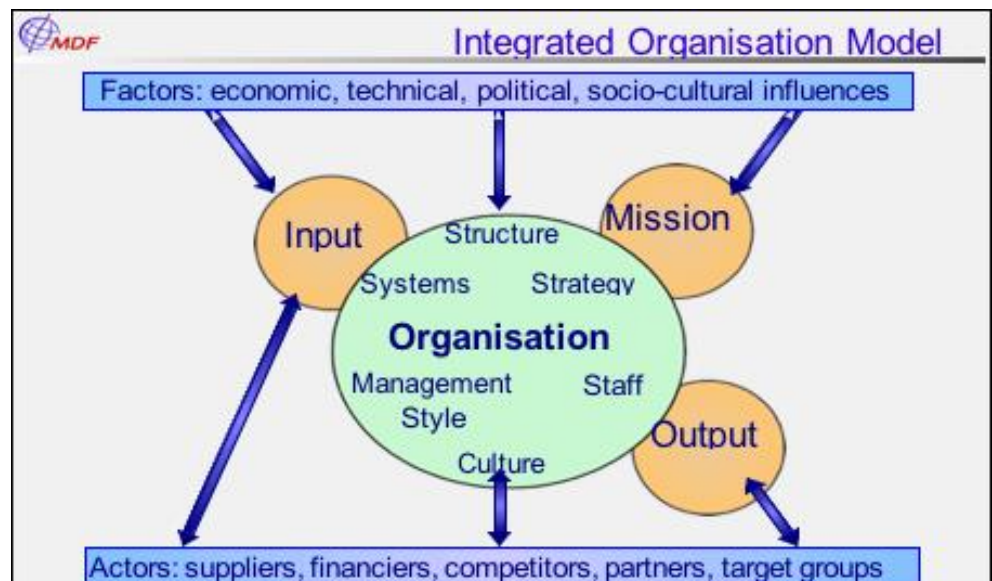 MDF
Integrated Organisation Model
Factors: economic, technical, political, socio-cultural influences
Input
Mission
Structure
Systems
Strategy
Organisation
Management
Style
Staff
Output
Culture
Actors: suppliers, financiers, competitors, partners, target groups